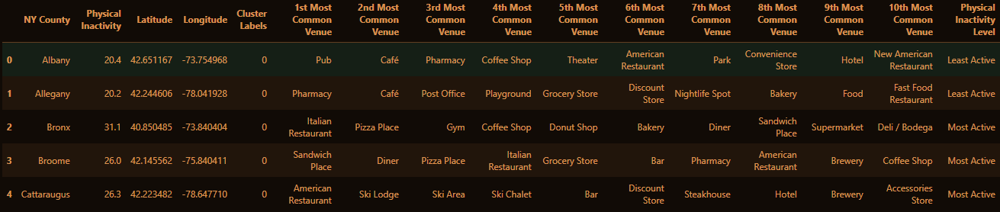 NY County Physical Inactivity Latitude Longitude Cluster Labels 1st Most Common Venue 2nd Most Common Venue 3rd Most Common Venue 4th Most Common Venue 5th Most Common Venue 6th Most Common Venue 7th Most Common Venue 8th Most Common Venue 9th Most Common Venue 10th Most Common Venue Physical Inactivity Level
0 Albany 20.4 42.651167 -73.754968 0 Pub Café Pharmacy Coffee Shop Theater American Restaurant Park Convenience Store Hotel New American Restaurant Least Active
1 Allegany 20.2 42.244606 -78.041928 0 Pharmacy Café Post Office Playground Grocery Store Discount Store Nightlife Spot Bakery Food Fast Food Restaurant Least Active
2 Bronx 31.1 40.850485 -73.840404 0 Italian Restaurant Pizza Place Gym Coffee Shop Donut Shop Bakery Diner Sandwich Place Supermarket Deli / Bodega Most Active
3 Broome 26.0 42.145562 -75.840411 0 Sandwich Place Diner Pizza Place Italian Restaurant Grocery Store Bar Pharmacy American Restaurant Brewery Coffee Shop Most Active
4 Cattaraugus 26.3 42.223482 -78.647710 0 American Restaurant Ski Lodge Ski Area Ski Chalet Bar Discount Store Steakhouse Hotel Brewery Accessories Store Most Active